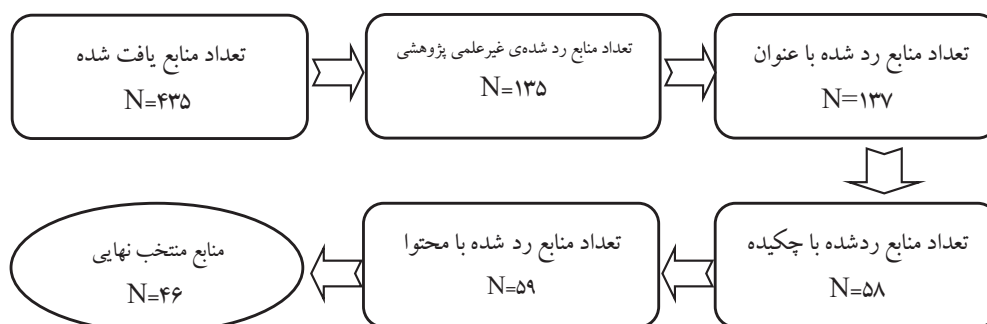 تعداد منابع یافت شده
N=۴۳۵
تعداد منابع رد شده‌ی غیرعلمی پژوهشی
N=۱۳۵
تعداد منابع رد شده با عنوان
N=۱۳۷
تعداد منابع ردشده با چکیده
N=۵۸
تعداد منابع رد شده با محتوا
N=۵۹
منابع منتخب نهایی
N=۴۶